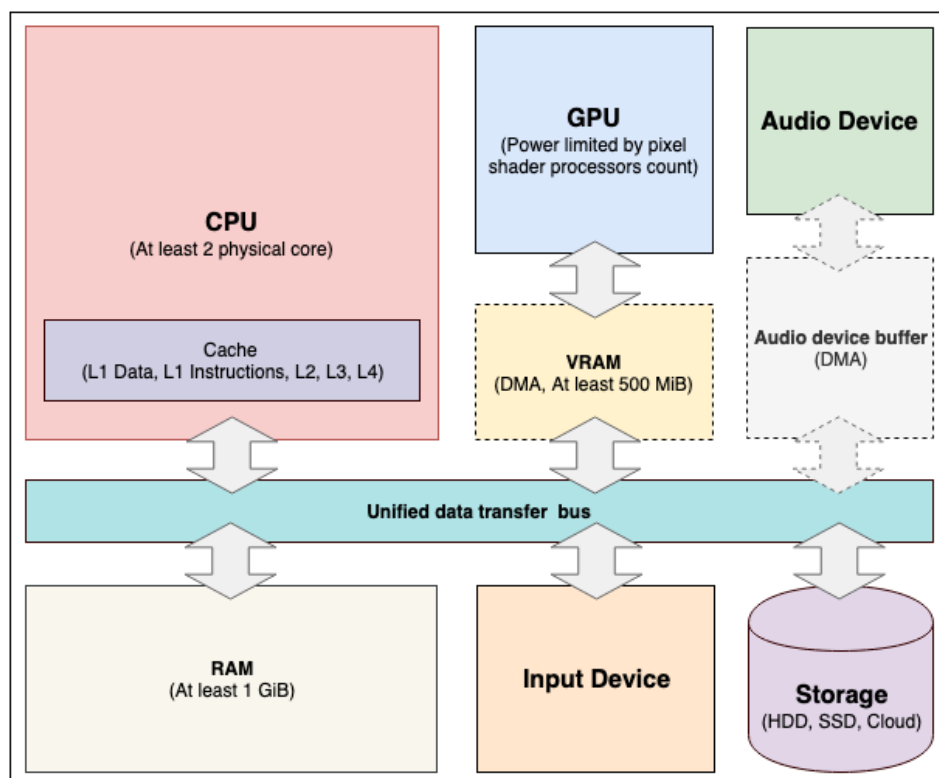 CPU
(At least 2 physical core)
Cache
(L1 Data, L1 Instructions, L2, L3, L4)
GPU
(Power limited by pixel
shader processors count)
VRAM
(DMA, At least 500 MiB)
Audio Device
Audio device buffer
(DMA)
Unified data transfer bus
RAM
(At least 1 GiB)
Input Device
Storage
(HDD, SSD, Cloud)